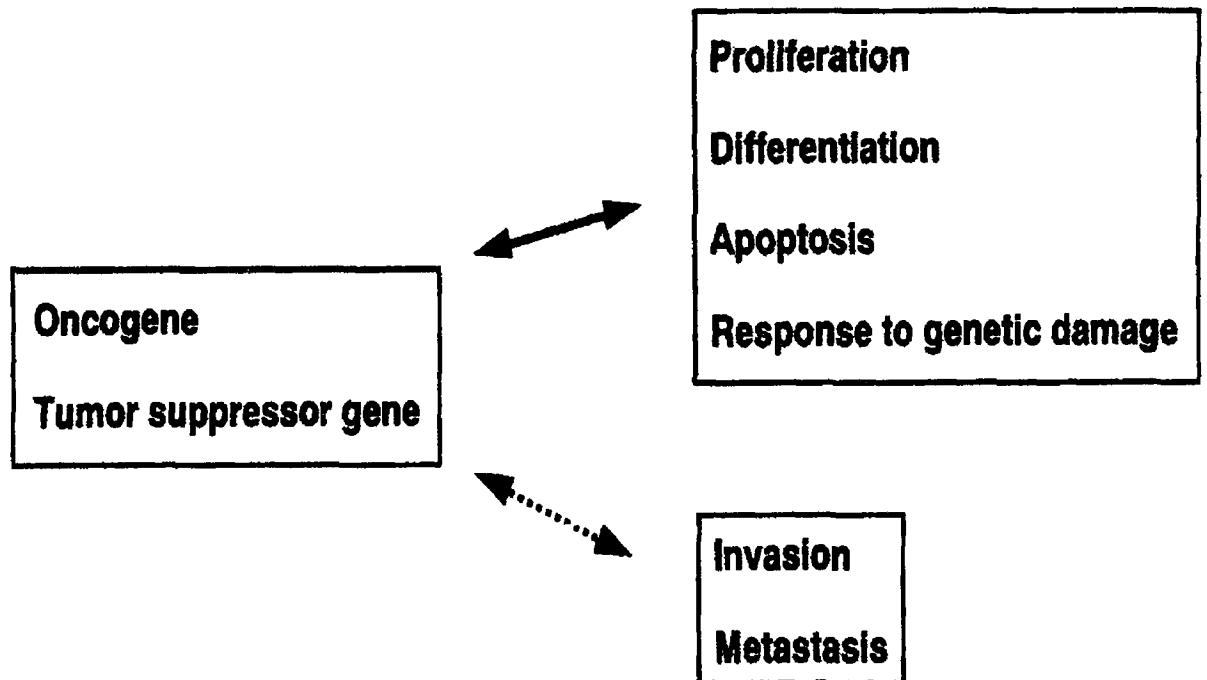 Proliferation
Differentiation
Apoptosis
Response to genetic damage
Oncogene
Tumor suppressor gene
Invasion
Metastasis